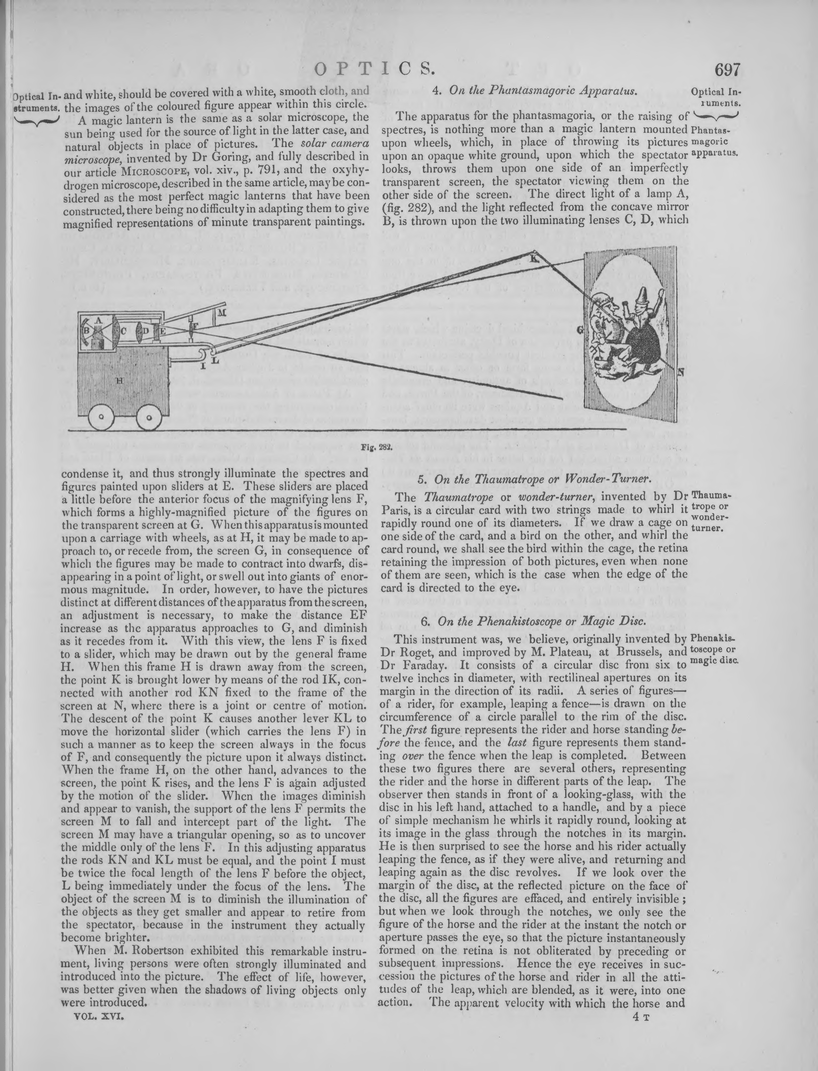 OPTICS.
697
Optical In-
struments.
and white, should be covered with a white, smooth cloth, and
the images of the coloured figure appear within this circle.
A magic lantern is the same as a solar microscope, the
sun being used for the source of light in the latter case, and
natural objects in place of pictures. The solar camera
microscope, invented by Dr Goring, and fully described in
our article MICROSCOPE, vol. xiv., p. 791, and the oxyhy-
drogen microscope, described in the same article, may be con-
sidered as the most perfect magic lanterns that have been
constructed, there being no difficulty in adapting them to give
magnified representations of minute transparent paintings.
4. On the Phantasmagoric Apparatus.
Optical In-
ruments.
The apparatus for the phantasmagoria, or the raising of
spectres, is nothing more than a magic lantern mounted
upon wheels, which, in place of throwing its pictures
upon an opaque white ground, upon which the spectator
looks, throws them upon one side of an imperfectly
transparent screen, the spectator viewing them on the
other side of the screen. The direct light of a lamp A,
(fig. 282), and the light reflected from the concave mirror
B, is thrown upon the two illuminating lenses C, D, which
Phantas-
magoric
apparatus.
A
B
C
D
E
F
M
K
G
N
H
I
L
Fig. 282.
condense it, and thus strongly illuminate the spectres and
figures painted upon sliders at E. These sliders are placed
a little before the anterior focus of the magnifying lens F,
which forms a highly-magnified picture of the figures on
the transparent screen at G. When this apparatus is mounted
upon a carriage with wheels, as at H, it may be made to ap-
proach to, or recede from, the screen G, in consequence of
which the figures may be made to contract into dwarfs, dis-
appearing in a point of light, or swell out into giants of enor-
mous magnitude. In order, however, to have the pictures
distinct at different distances of the apparatus from the screen,
an adjustment is necessary, to make the distance EF
increase as the apparatus approaches to G, and diminish
as it recedes from it. With this view, the lens F is fixed
to a slider, which may be drawn out by the general frame
H. When this frame H is drawn away from the screen,
the point K is brought lower by means of the rod IK, con-
nected with another rod KN fixed to the frame of the
screen at N, where there is a joint or centre of motion.
The descent of the point K causes another lever KL to
move the horizontal slider (which carries the lens F) in
such a manner as to keep the screen always in the focus
of F, and consequently the picture upon it always distinct.
When the frame H, on the other hand, advances to the
screen, the point K rises, and the lens F is again adjusted
by the motion of the slider. When the images diminish
and appear to vanish, the support of the lens F permits the
screen M to fall and intercept part of the light. The
screen M may have a triangular opening, so as to uncover
the middle only of the lens F. In this adjusting apparatus
the rods KN and KL must be equal, and the point I must
be twice the focal length of the lens F before the object,
L being immediately under the focus of the lens. The
object of the screen M is to diminish the illumination of
the objects as they get smaller and appear to retire from
the spectator, because in the instrument they actually
become brighter.
When M. Robertson exhibited this remarkable instru-
ment, living persons were often strongly illuminated and
introduced into the picture. The effect of life, however,
was better given when the shadows of living objects only
were introduced.
VOL. XVI.
5. On the Thaumatrope or Wonder-Turner.
The Thaumatrope or wonder-turner, invented by Dr
Paris, is a circular card with two strings made to whirl it
rapidly round one of its diameters. If we draw a cage on
one side of the card, and a bird on the other, and whirl the
card round, we shall see the bird within the cage, the retina
retaining the impression of both pictures, even when none
of them are seen, which is the case when the edge of the
card is directed to the eye.
Thauma-
trope or
wonder-
turner.
6. On the Phenakistoscope or Magic Disc.
This instrument was, we believe, originally invented by
Dr Roget, and improved by M. Plateau, at Brussels, and
Dr Faraday. It consists of a circular disc from six to
twelve inches in diameter, with rectilineal apertures on its
margin in the direction of its radii. A series of figures—
of a rider, for example, leaping a fence—is drawn on the
circumference of a circle parallel to the rim of the disc.
The first figure represents the rider and horse standing be-
fore the fence, and the last figure represents them stand-
ing over the fence when the leap is completed. Between
these two figures there are several others, representing
the rider and the horse in different parts of the leap. The
observer then stands in front of a looking-glass, with the
disc in his left hand, attached to a handle, and by a piece
of simple mechanism he whirls it rapidly round, looking at
its image in the glass through the notches in its margin.
He is then surprised to see the horse and his rider actually
leaping the fence, as if they were alive, and returning and
leaping again as the disc revolves. If we look over the
margin of the disc, at the reflected picture on the face of
the disc, all the figures are effaced, and entirely invisible;
but when we look through the notches, we only see the
figure of the horse and the rider at the instant the notch or
aperture passes the eye, so that the picture instantaneously
formed on the retina is not obliterated by preceding or
subsequent impressions. Hence the eye receives in suc-
cession the pictures of the horse and rider in all the atti-
tudes of the leap, which are blended, as it were, into one
action. The apparent velocity with which the horse and
Phenakis-
toscope or
magic disc.
4 T